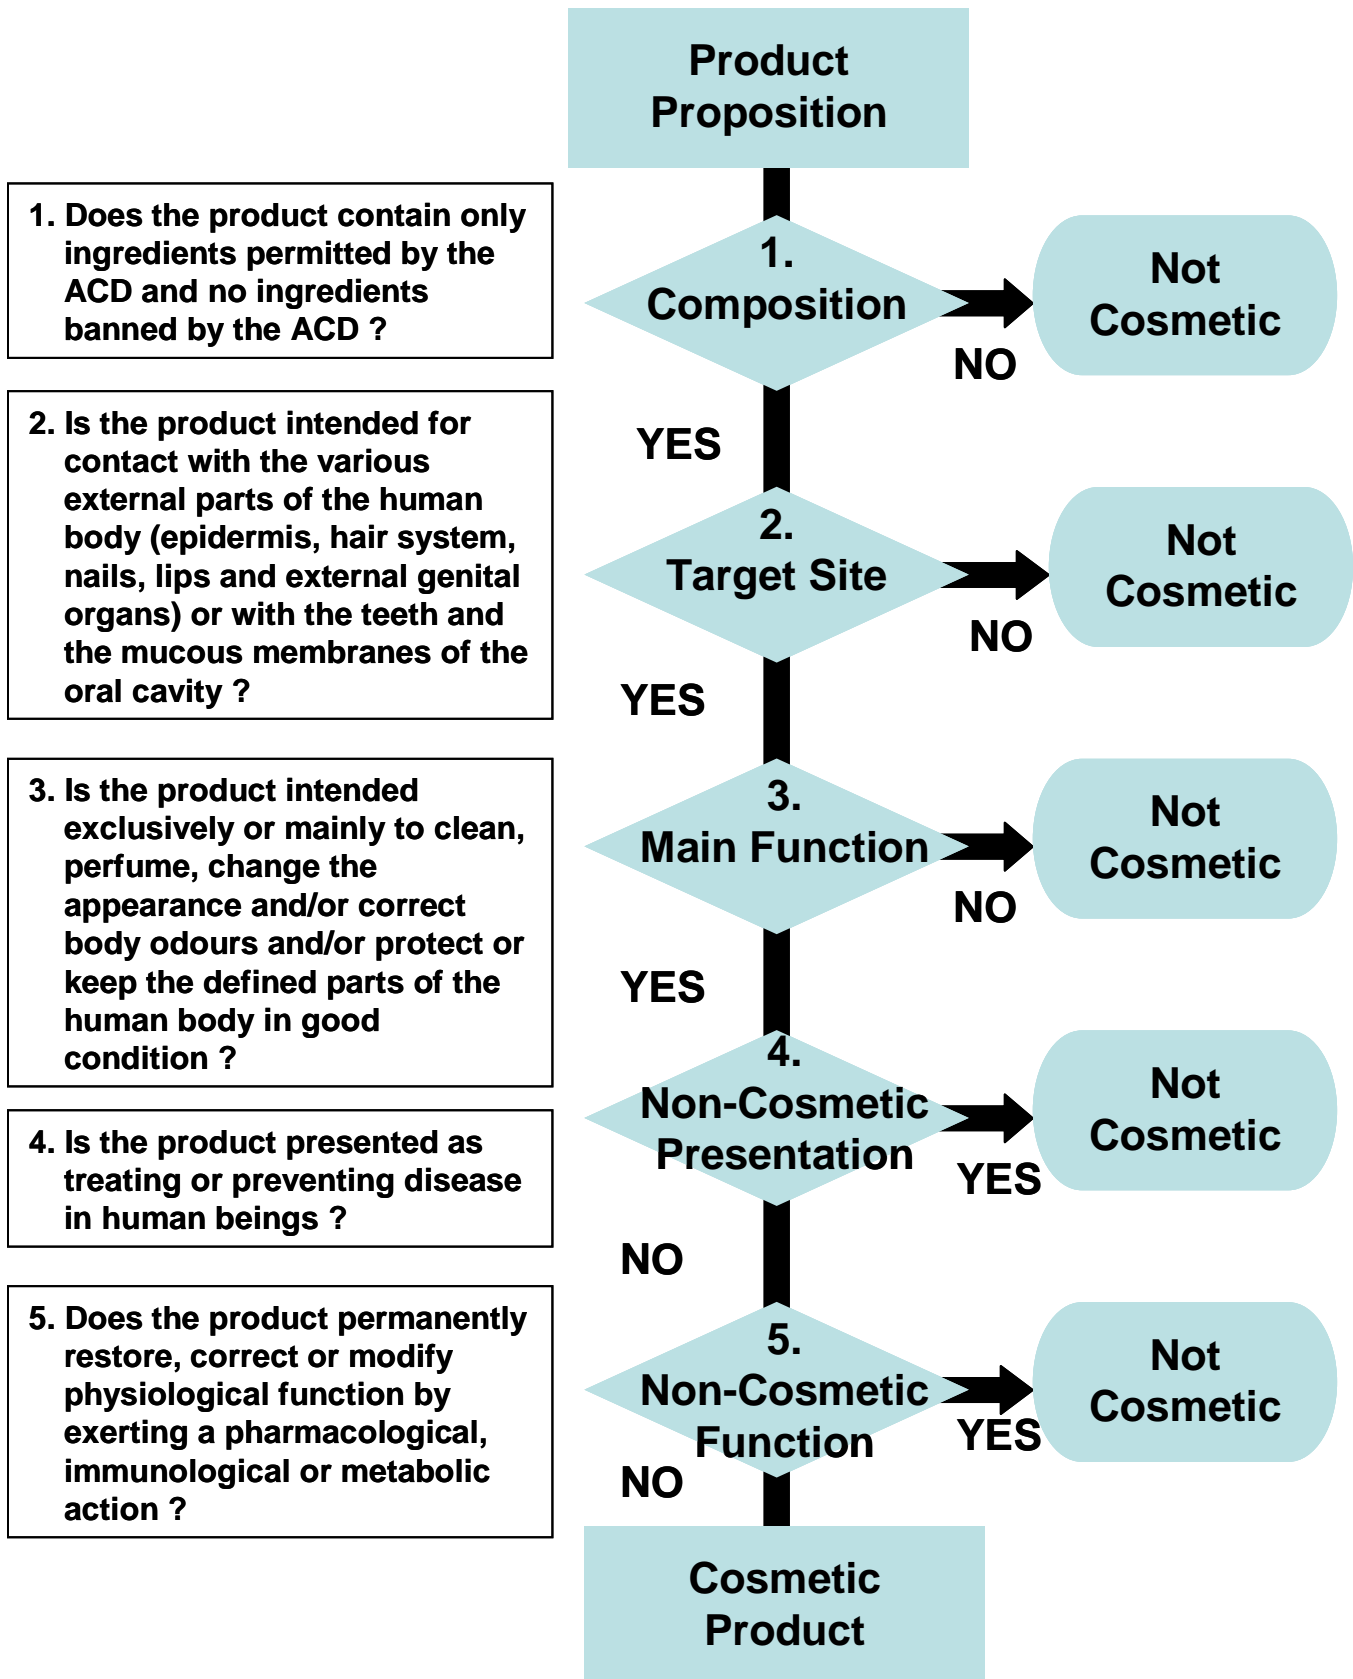 Product
Proposition
1. Does the product contain only
ingredients permitted by the
ACD and no ingredients
banned by the ACD ?
1.
Composition
Not
Cosmetic
NO
YES
2. Is the product intended for
contact with the various
external parts of the human
body (epidermis, hair system,
nails, lips and external genital
organs) or with the teeth and
the mucous membranes of the
oral cavity ?
2.
Target Site
Not
Cosmetic
NO
YES
3. Is the product intended
exclusively or mainly to clean,
perfume, change the
appearance and/or correct
body odours and/or protect or
keep the defined parts of the
human body in good
condition ?
3.
Main Function
Not
Cosmetic
NO
YES
4. Is the product presented as
treating or preventing disease
in human beings ?
4.
Non-Cosmetic
Presentation
Not
Cosmetic
YES
NO
5. Does the product permanently
restore, correct or modify
physiological function by
exerting a pharmacological,
immunological or metabolic
action ?
5.
Non-Cosmetic
Function
Not
Cosmetic
YES
NO
Cosmetic
Product